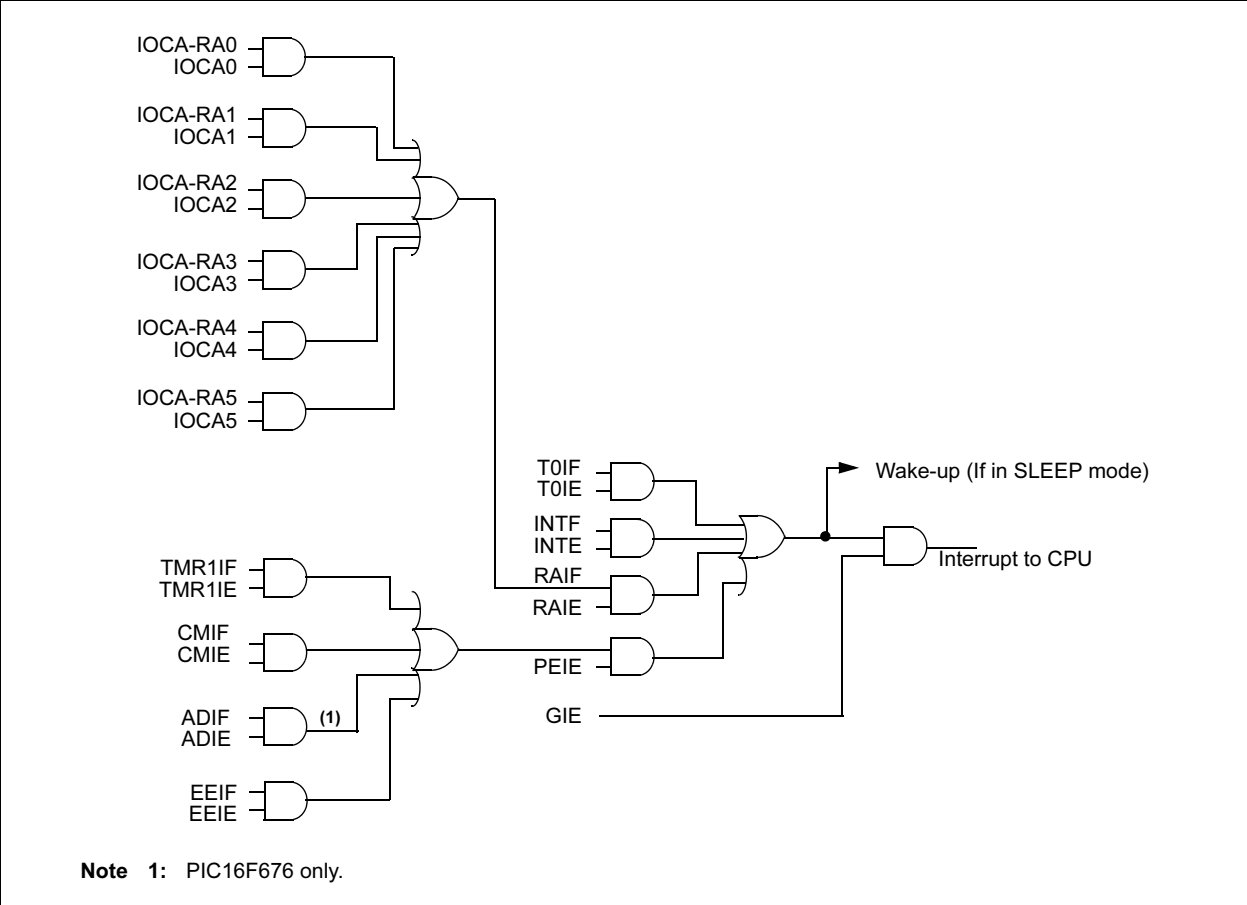 IOCA-RA0
IOCA0
IOCA-RA1
IOCA1
IOCA-RA2
IOCA2
IOCA-RA3
IOCA3
IOCA-RA4
IOCA4
IOCA-RA5
IOCA5
TMR1IF
TMR1IE
CMIF
CMIE
ADIF
ADIE
(1)
EEIF
EEIE
T0IF
T0IE
INTF
INTE
RAIF
RAIE
PEIE
GIE
Wake-up (If in SLEEP mode)
Interrupt to CPU
Note 1: PIC16F676 only.